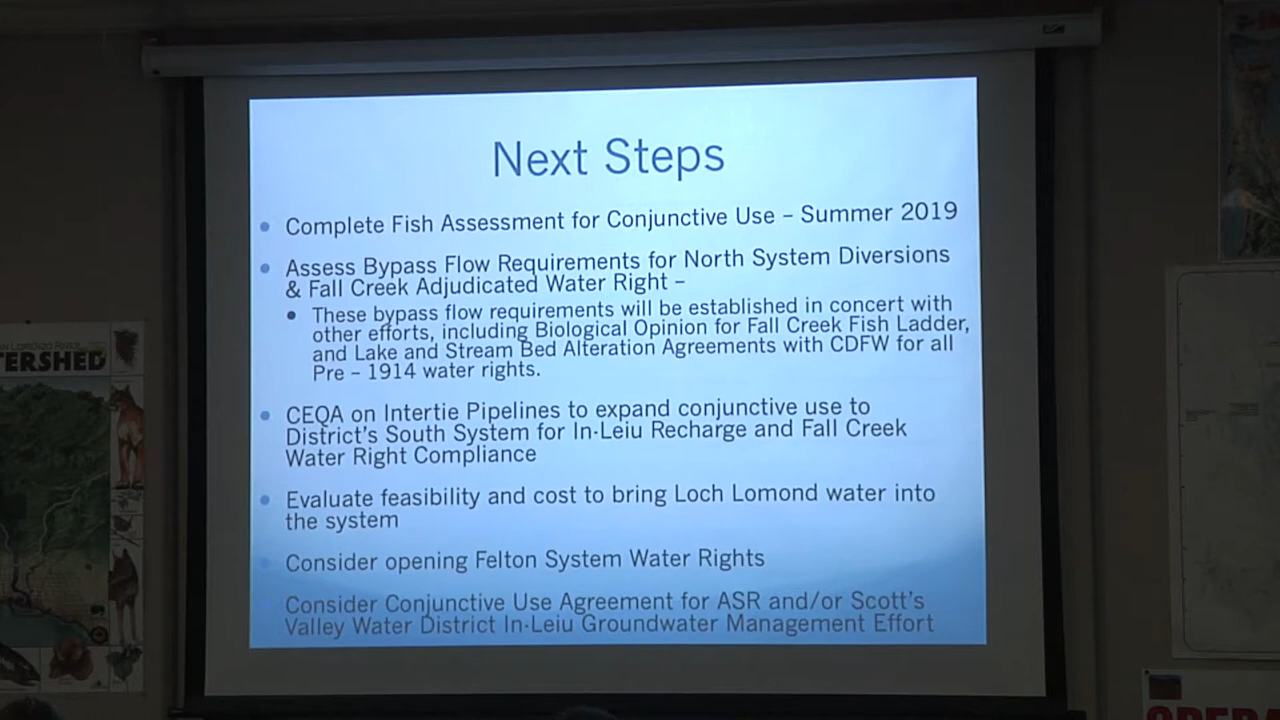 Next Steps
Complete Fish Assessment for Conjunctive Use – Summer 2019
Assess Bypass Flow Requirements for North System Diversions
& Fall Creek Adjudicated Water Right –
These bypass flow requirements will be established in concert with
other efforts, including Biological Opinion for Fall Creek Fish Ladder,
and Lake and Stream Bed Alteration Agreements with CDFW for all
Pre – 1914 water rights.
CEQA on Intertie Pipelines to expand conjunctive use to
District's South System for In-Leiu Recharge and Fall Creek
Water Right Compliance
Evaluate feasibility and cost to bring Loch Lomond water into
the system
Consider opening Felton System Water Rights
Consider Conjunctive Use Agreement for ASR and/or Scott's
Valley Water District In-Leiu Groundwater Management Effort
ERSHED